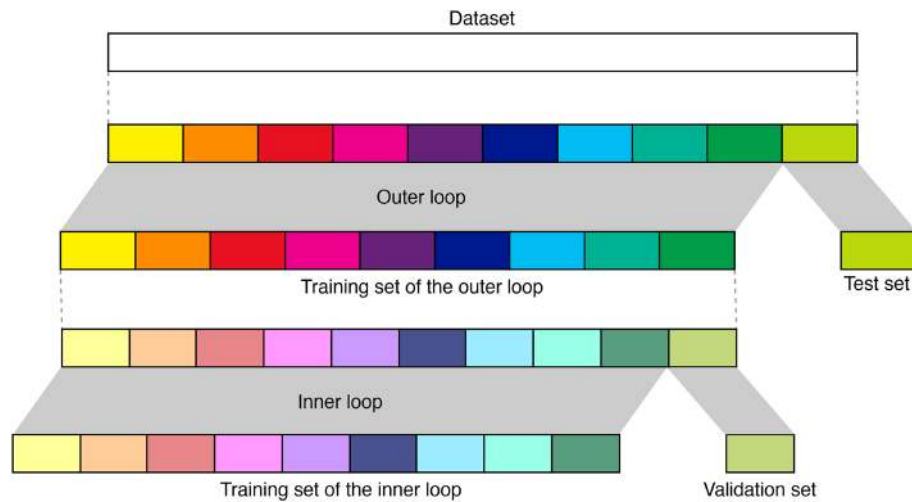 Dataset
Outer loop
Training set of the outer loop
Test set
Inner loop
Training set of the inner loop
Validation set